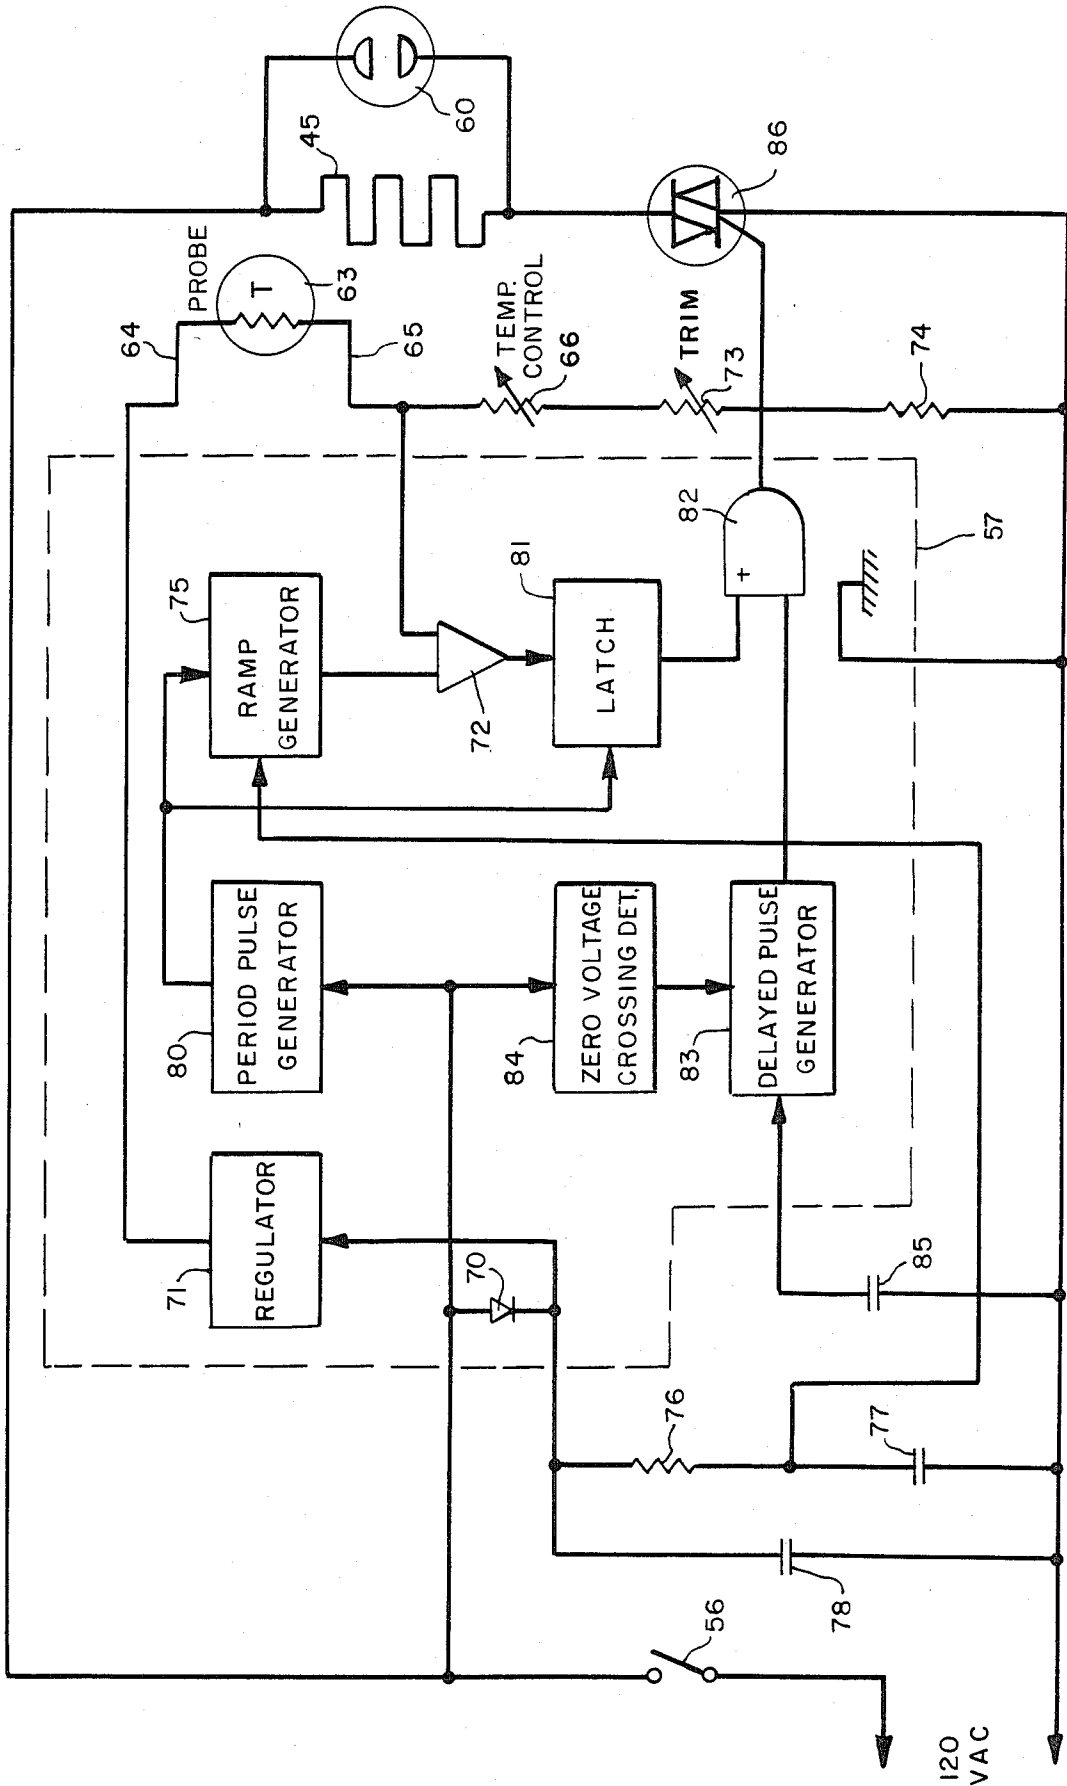 60
45
PROBE
T
63
64
65
TEMP.
CONTROL
66
TRIM
73
74
86
75
RAMP
GENERATOR
72
81
LATCH
82
+
57
80
PERIOD PULSE
GENERATOR
84
ZERO VOLTAGE
CROSSING DET.
83
DELAYED PULSE
GENERATOR
71
REGULATOR
70
85
76
77
78
56
120
VAC